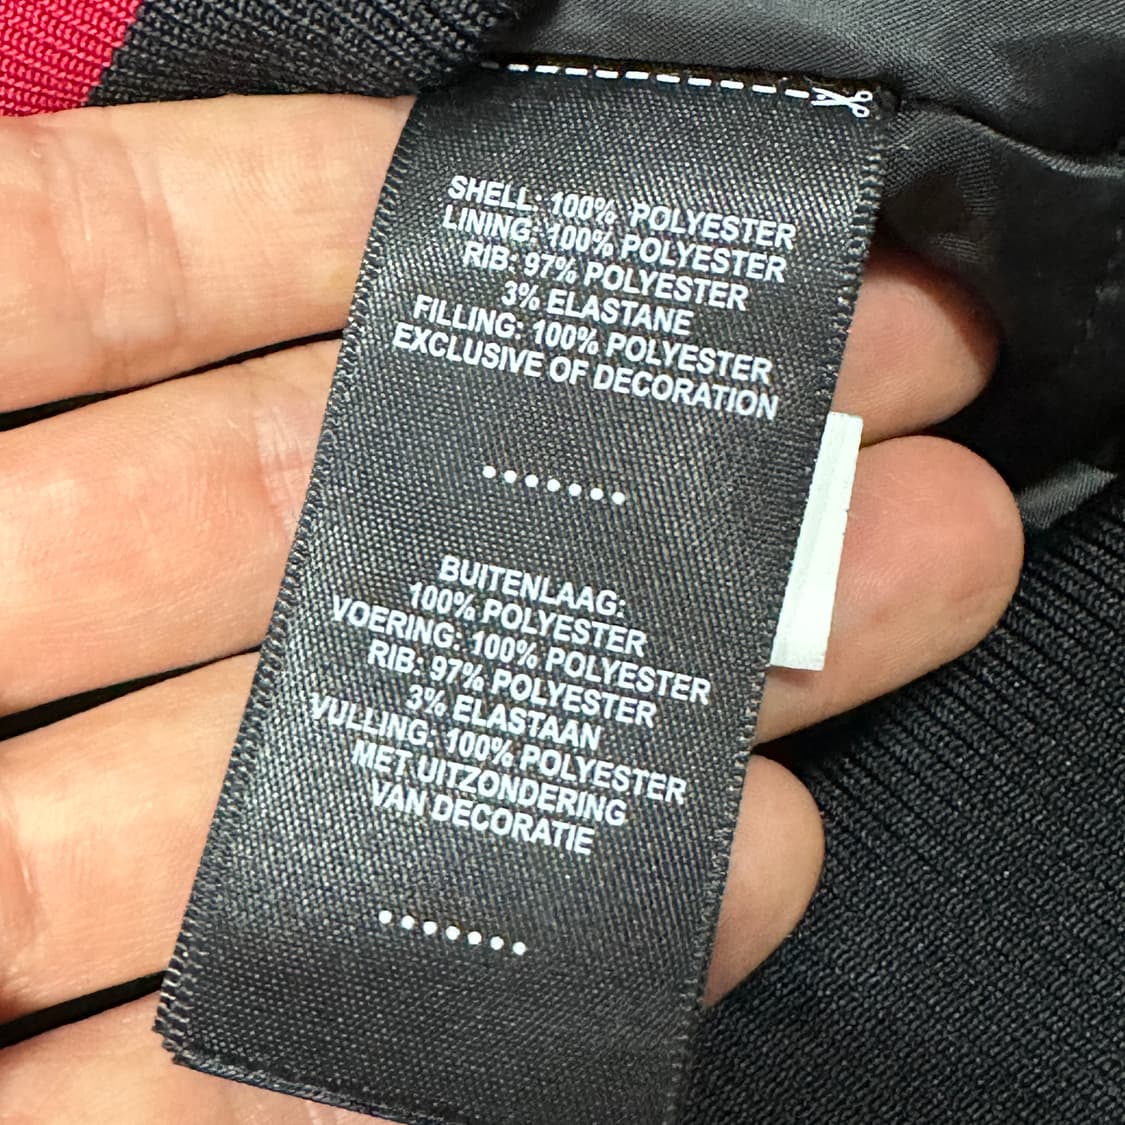 SHELL: 100% POLYESTER
LINING: 100% POLYESTER
RIB: 97% POLYESTER
3% ELASTANE
FILLING: 100% POLYESTER
EXCLUSIVE OF DECORATION
.......
BUITENLAAG:
100% POLYESTER
VOERING: 100% POLYESTER
RIB: 97% POLYESTER
3% ELASTAAN
VULLING: 100% POLYESTER
MET UITZONDERING
VAN DECORATIE
.......